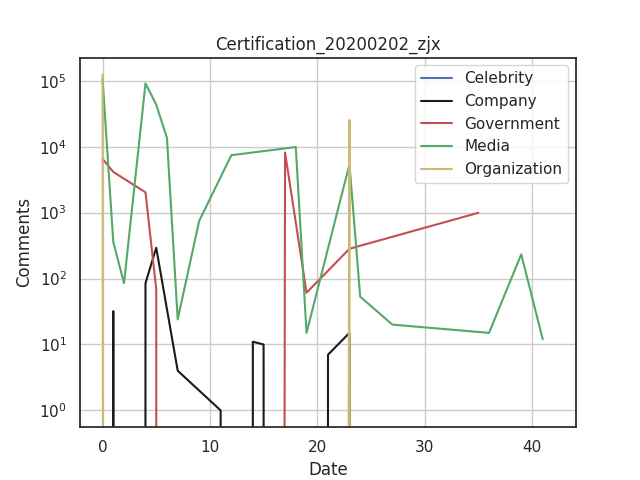 Certification_20200202_zjx
Comments
10^5
10^4
10^3
10^2
10^1
10^0
Celebrity
Company
Government
Media
Organization
0 10 20 30 40
Date